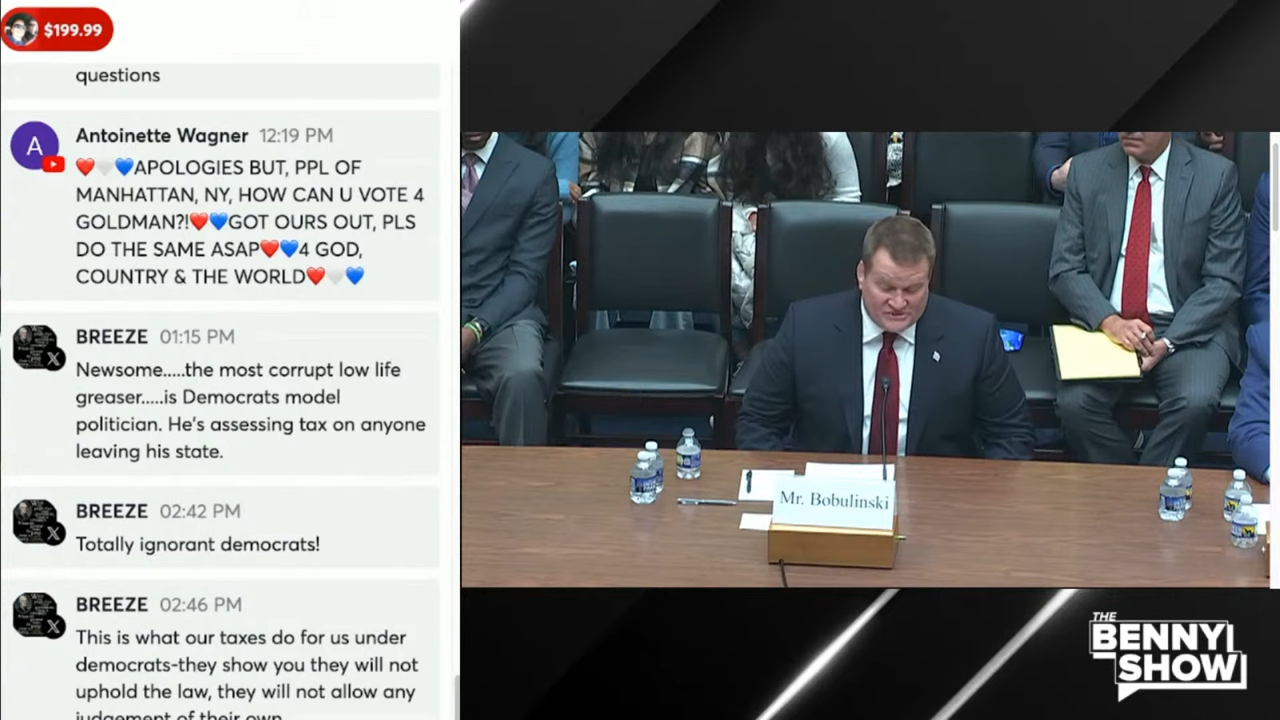 $199.99
questions
A
Antoinette Wagner 12:19 PM
❤️🤍💙APOLOGIES BUT, PPL OF
MANHATTAN, NY, HOW CAN U VOTE 4
GOLDMAN?!❤️💙GOT OURS OUT, PLS
DO THE SAME ASAP❤️💙4 GOD,
COUNTRY & THE WORLD❤️🤍💙
BREEZE 01:15 PM
X
Newsome.....the most corrupt low life
greaser.....is Democrats model
politician. He's assessing tax on anyone
leaving his state.
BREEZE 02:42 PM
X
Totally ignorant democrats!
BREEZE 02:46 PM
X
This is what our taxes do for us under
democrats-they show you they will not
uphold the law, they will not allow any
judgement of their own
Mr. Bobulinski
THE
BENNY
SHOW